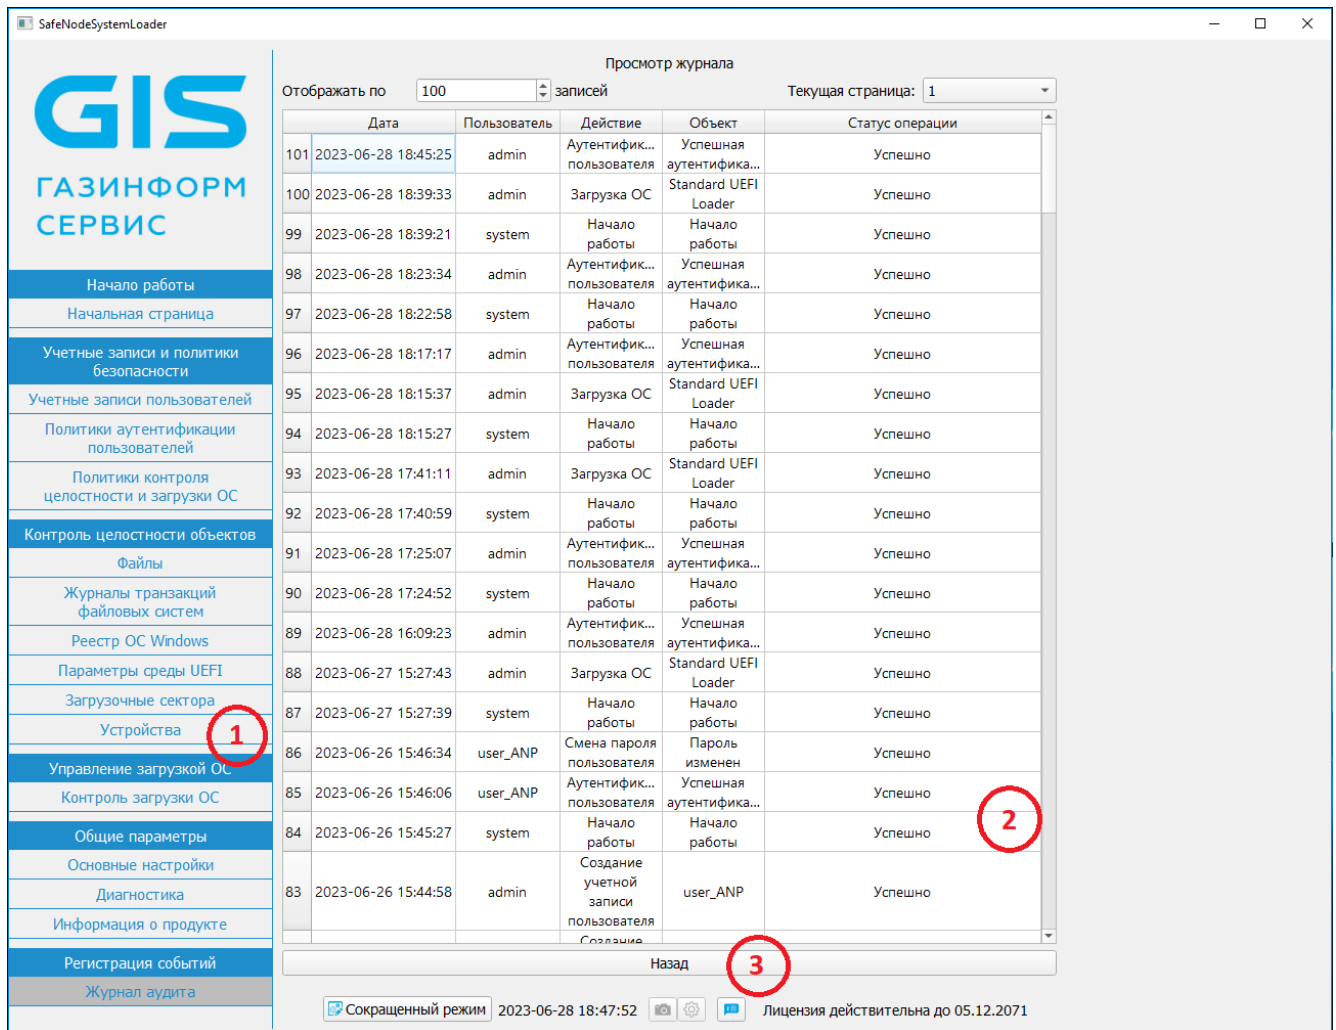 SafeNodeSystemLoader
GIS
ГАЗИНФОРМ
СЕРВИС
Начало работы
Начальная страница
Учетные записи и политики
безопасности
Учетные записи пользователей
Политики аутентификации
пользователей
Политики контроля
целостности и загрузки ОС
Контроль целостности объектов
Файлы
Журналы транзакций
файловых систем
Реестр ОС Windows
Параметры среды UEFI
Загрузочные сектора
Устройства
1
Управление загрузкой ОС
Контроль загрузки ОС
Общие параметры
Основные настройки
Диагностика
Информация о продукте
Регистрация событий
Журнал аудита
Просмотр журнала
Отображать по 100 записей Текущая страница: 1
Дата Пользователь Действие Объект Статус операции
101 2023-06-28 18:45:25 admin Аутентифик... пользователя Успешная аутентифика... Успешно
100 2023-06-28 18:39:33 admin Загрузка ОС Standard UEFI Loader Успешно
99 2023-06-28 18:39:21 system Начало работы Начало работы Успешно
98 2023-06-28 18:23:34 admin Аутентифик... пользователя Успешная аутентифика... Успешно
97 2023-06-28 18:22:58 system Начало работы Начало работы Успешно
96 2023-06-28 18:17:17 admin Аутентифик... пользователя Успешная аутентифика... Успешно
95 2023-06-28 18:15:37 admin Загрузка ОС Standard UEFI Loader Успешно
94 2023-06-28 18:15:27 system Начало работы Начало работы Успешно
93 2023-06-28 17:41:11 admin Загрузка ОС Standard UEFI Loader Успешно
92 2023-06-28 17:40:59 system Начало работы Начало работы Успешно
91 2023-06-28 17:25:07 admin Аутентифик... пользователя Успешная аутентифика... Успешно
90 2023-06-28 17:24:52 system Начало работы Начало работы Успешно
89 2023-06-28 16:09:23 admin Аутентифик... пользователя Успешная аутентифика... Успешно
88 2023-06-27 15:27:43 admin Загрузка ОС Standard UEFI Loader Успешно
87 2023-06-27 15:27:39 system Начало работы Начало работы Успешно
86 2023-06-26 15:46:34 user_ANP Смена пароля пользователя Пароль изменен Успешно
85 2023-06-26 15:46:06 user_ANP Аутентифик... пользователя Успешная аутентифика... Успешно
84 2023-06-26 15:45:27 system Начало работы Начало работы Успешно
2
83 2023-06-26 15:44:58 admin Создание учетной записи пользователя user_ANP Успешно
Создание
Назад
3
Сокращенный режим 2023-06-28 18:47:52 Лицензия действительна до 05.12.2071